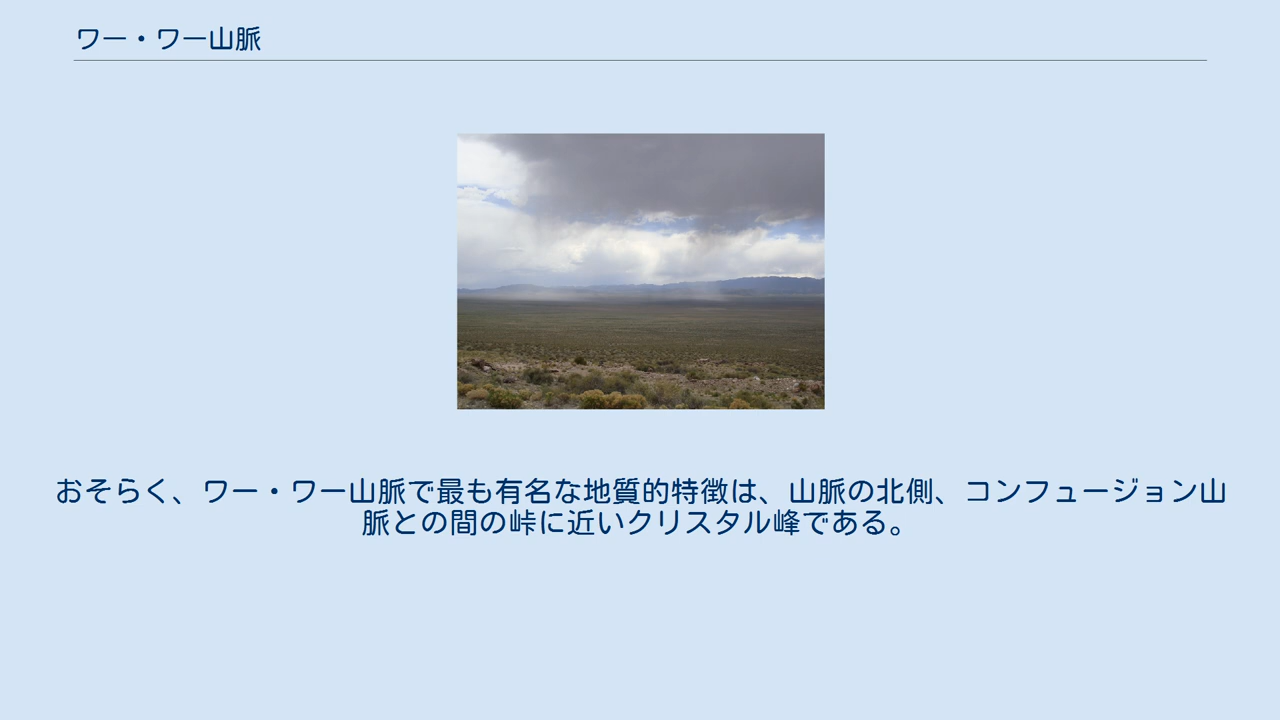 ワー・ワー山脈
おそらく、ワー・ワー山脈で最も有名な地質的特徴は、山脈の北側、コンフュージョン山
脈との間の峠に近いクリスタル峰である。